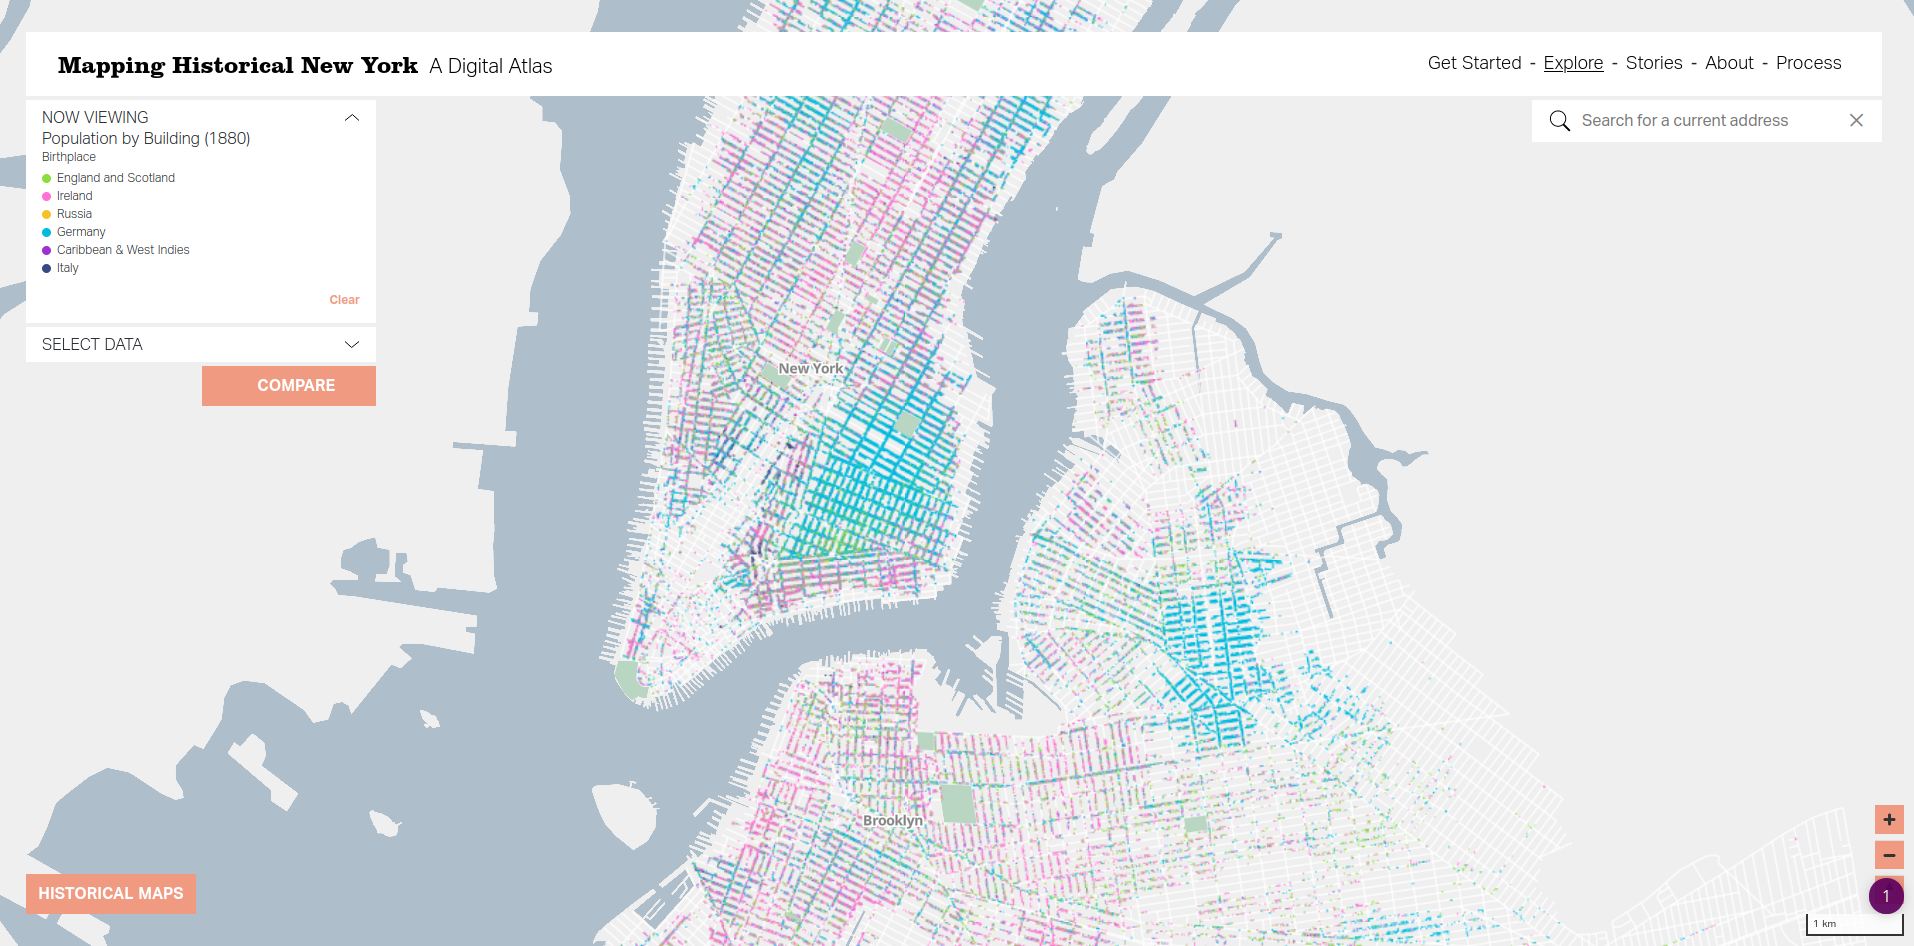 Mapping Historical New York A Digital Atlas
Get Started - Explore - Stories - About - Process
NOW VIEWING
Population by Building (1880)
Birthplace
England and Scotland
Ireland
Russia
Germany
Caribbean & West Indies
Italy
Clear
SELECT DATA
COMPARE
Search for a current address
New York
Brooklyn
HISTORICAL MAPS
+
−
1
1 km